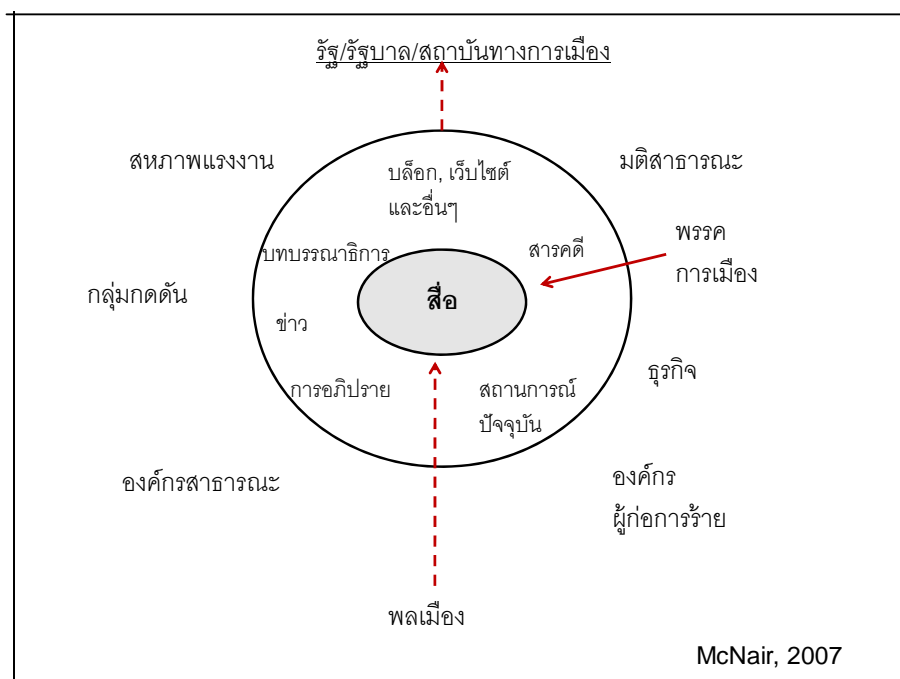 รัฐ/รัฐบาล/สถาบันทางการเมือง
สหภาพแรงงาน
บล็อก, เว็บไซต์
และอื่นๆ
มติสาธารณะ
บทบรรณาธิการ
สารคดี
พรรค
การเมือง
กลุ่มกดดัน
สื่อ
ข่าว
ธุรกิจ
การอภิปราย
สถานการณ์
ปัจจุบัน
องค์กรสาธารณะ
องค์กร
ผู้ก่อการร้าย
พลเมือง
McNair, 2007